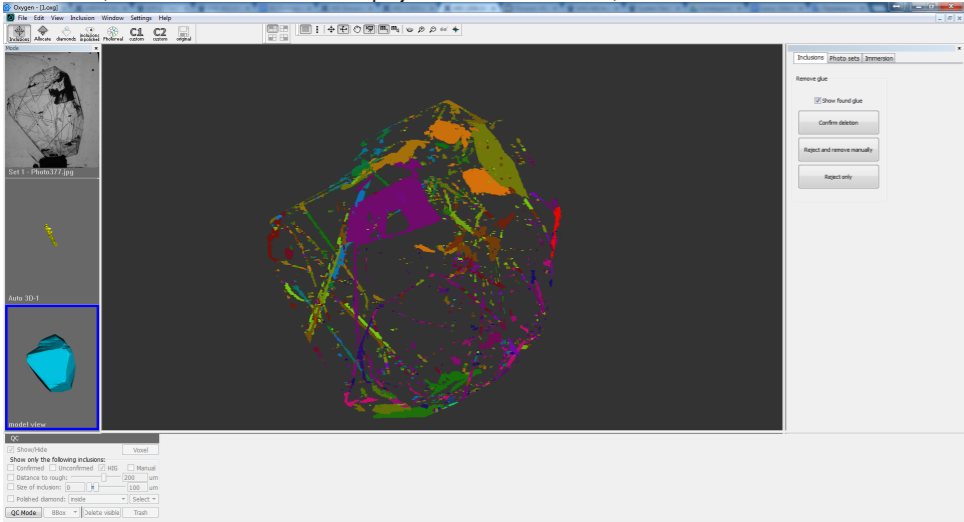 Oxygen - [1.oxg]
File Edit View Inclusion Window Settings Help
Inclusions Allocate diamonds inclusions in polished Photoreal C1 custom C2 custom original
Mode
Set 1 - Photo377.jpg
Auto 3D-1
model view
Inclusions Photo sets Immersion
Remove glue
Show found glue
Confirm deletion
Reject and remove manually
Reject only
QC
Show/Hide Voxel
Show only the following inclusions:
Confirmed Unconfirmed HIG Manual
Distance to rough: 200 um
Size of inclusion: 0 100 um
Polished diamond: inside Select
QC Mode BBox Delete visible Trash